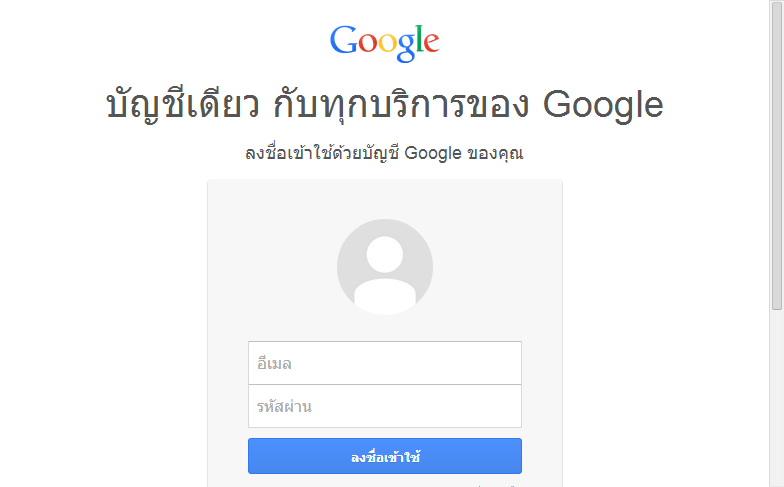 Google
บัญชีเดียว กับทุกบริการของ Google
ลงชื่อเข้าใช้ด้วยบัญชี Google ของคุณ
อีเมล
รหัสผ่าน
ลงชื่อเข้าใช้